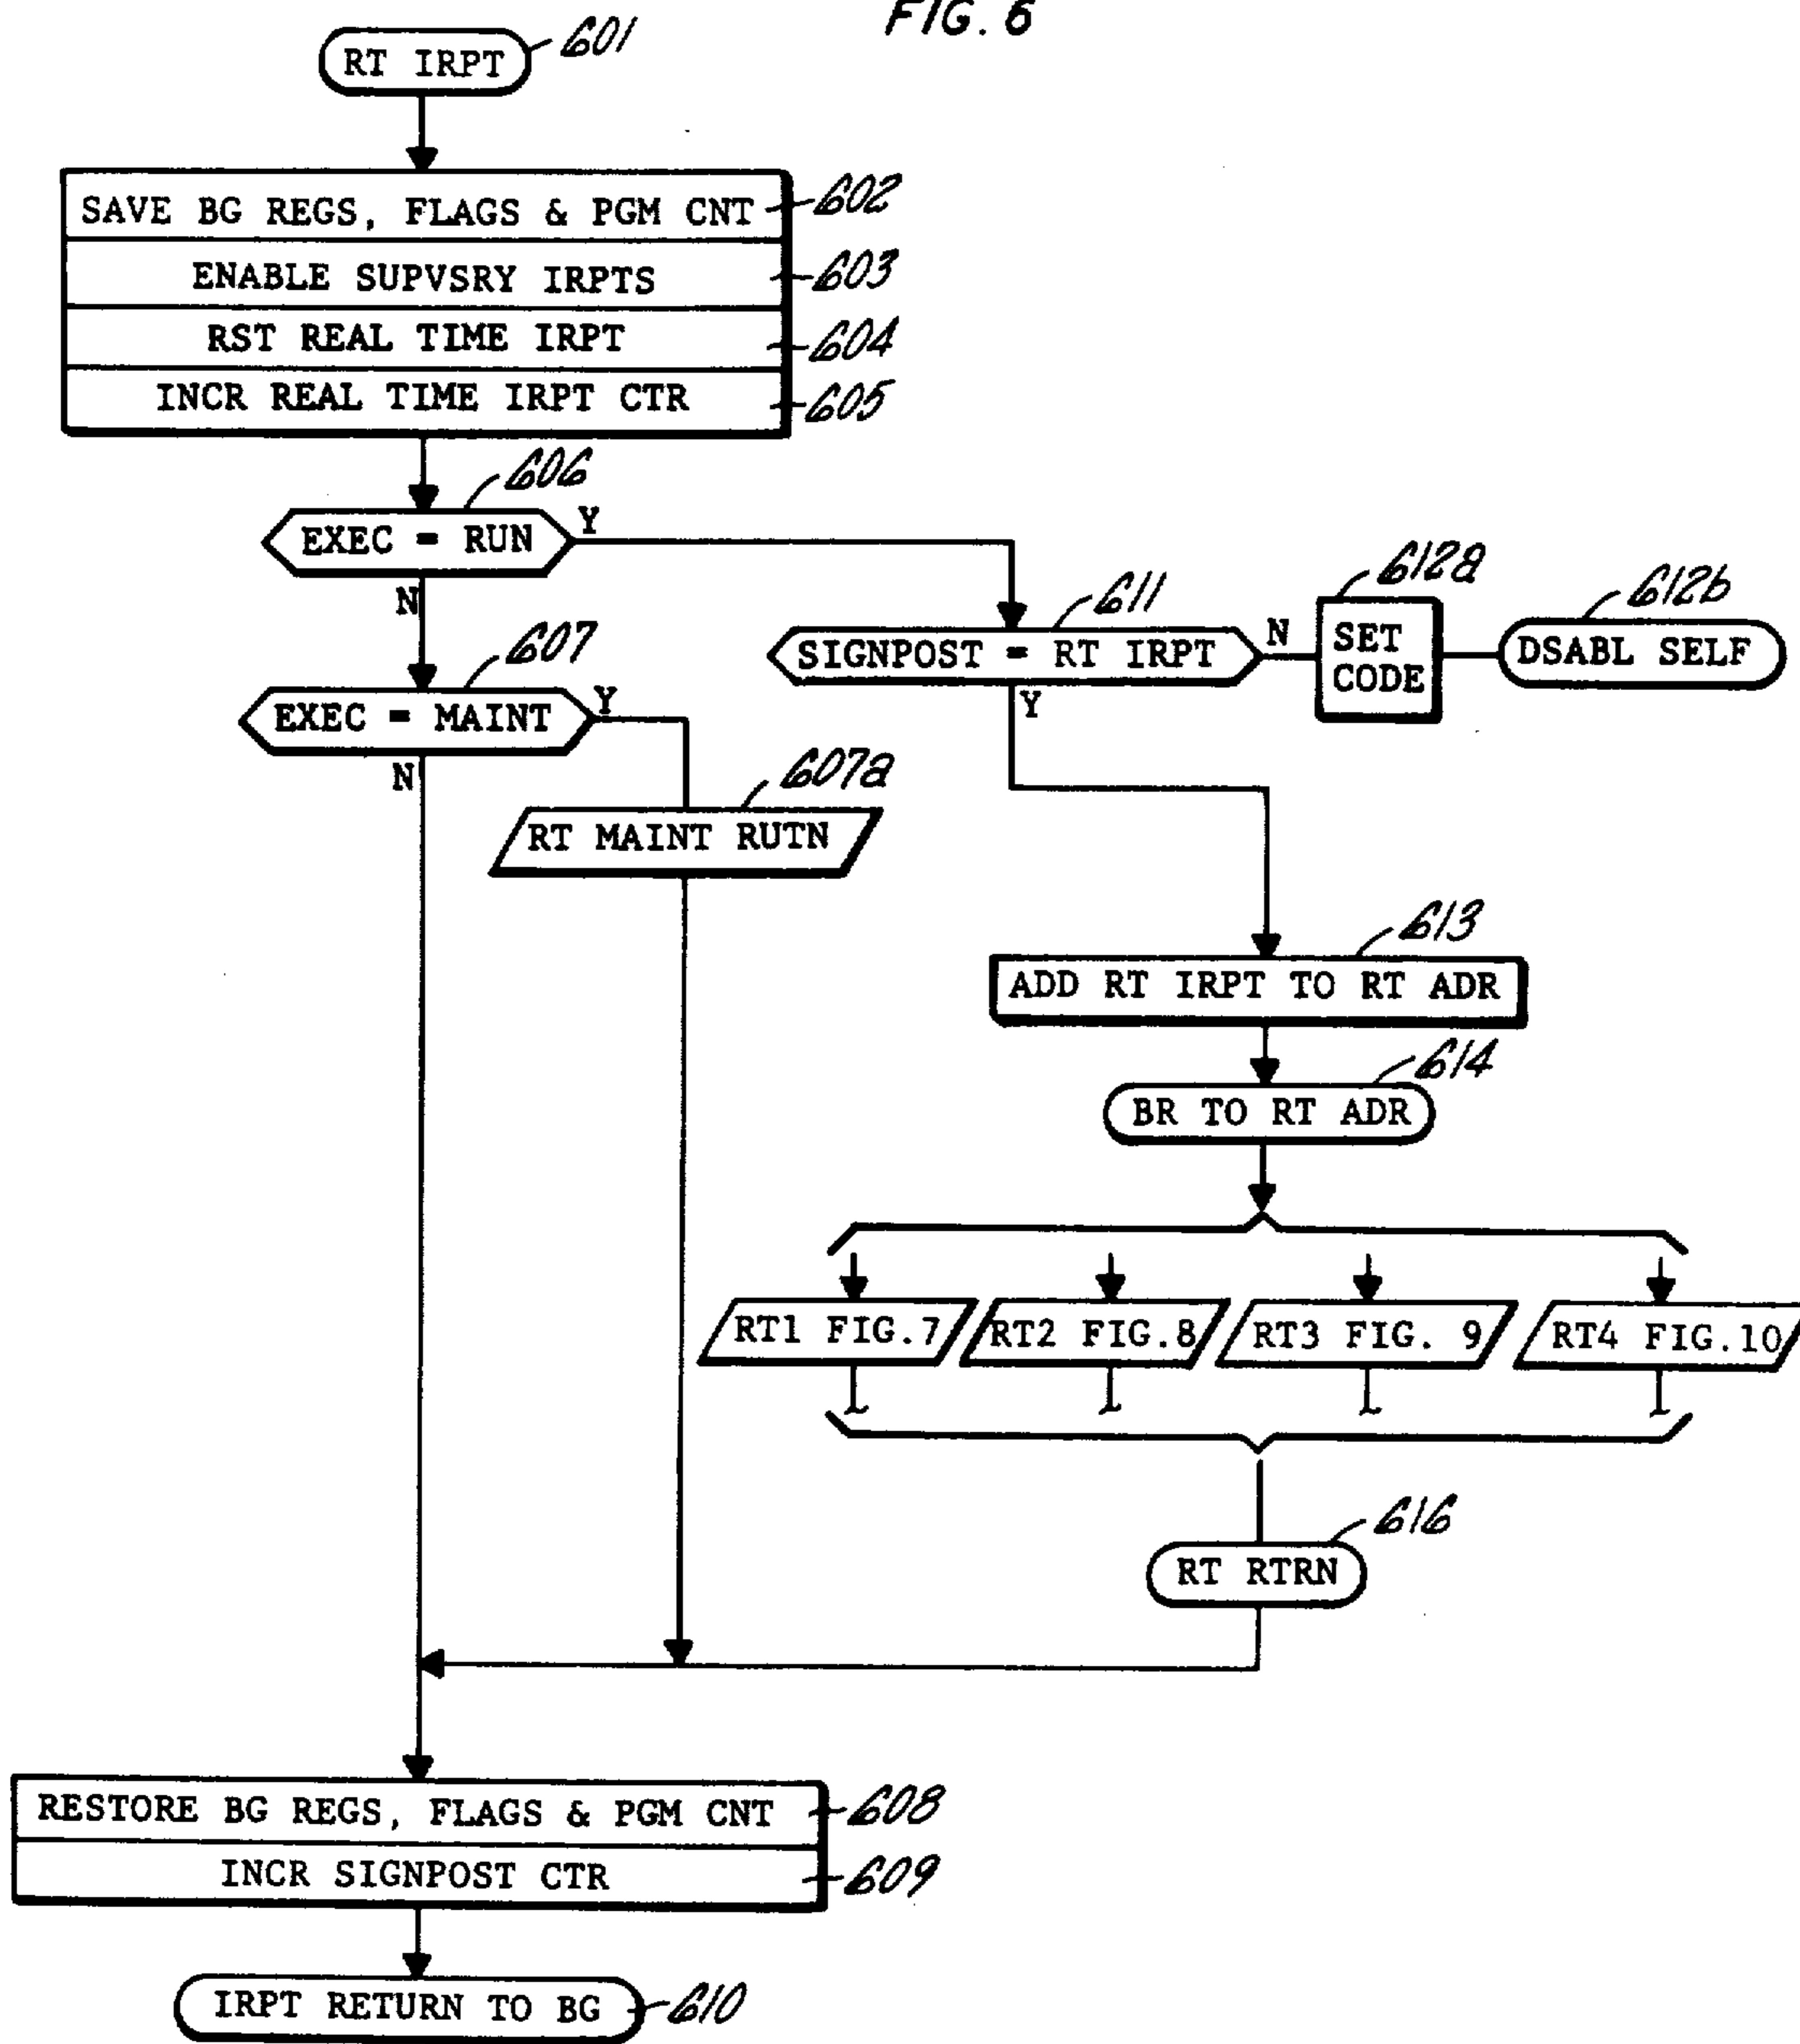 FIG. 6
RT IRPT
601
SAVE BG REGS, FLAGS & PGM CNT
602
ENABLE SUPVSRY IRPTS
603
RST REAL TIME IRPT
604
INCR REAL TIME IRPT CTR
605
606
EXEC = RUN
Y
N
607
EXEC = MAINT
Y
N
607a
RT MAINT RUTN
611
SIGNPOST = RT IRPT
N
Y
612a
SET
CODE
612b
DSABL SELF
613
ADD RT IRPT TO RT ADR
614
BR TO RT ADR
RT1 FIG.7
RT2 FIG.8
RT3 FIG. 9
RT4 FIG.10
616
RT RTRN
RESTORE BG REGS, FLAGS & PGM CNT
608
INCR SIGNPOST CTR
609
IRPT RETURN TO BG
610